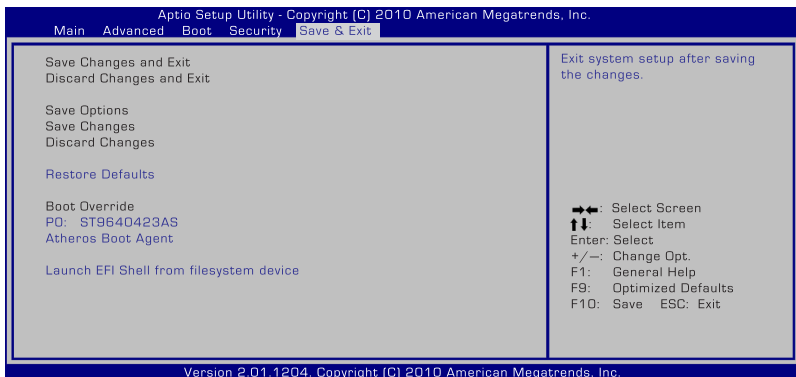 Aptio Setup Utility - Copyright (C) 2010 American Megatrends, Inc.
Main Advanced Boot Security Save & Exit
Save Changes and Exit
Discard Changes and Exit
Save Options
Save Changes
Discard Changes
Restore Defaults
Boot Override
P0: ST9640423AS
Atheros Boot Agent
Launch EFI Shell from filesystem device
Exit system setup after saving
the changes.
→←: Select Screen
↑↓: Select Item
Enter: Select
+/—: Change Opt.
F1: General Help
F9: Optimized Defaults
F10: Save ESC: Exit
Version 2.01.1204. Copyright (C) 2010 American Megatrends, Inc.